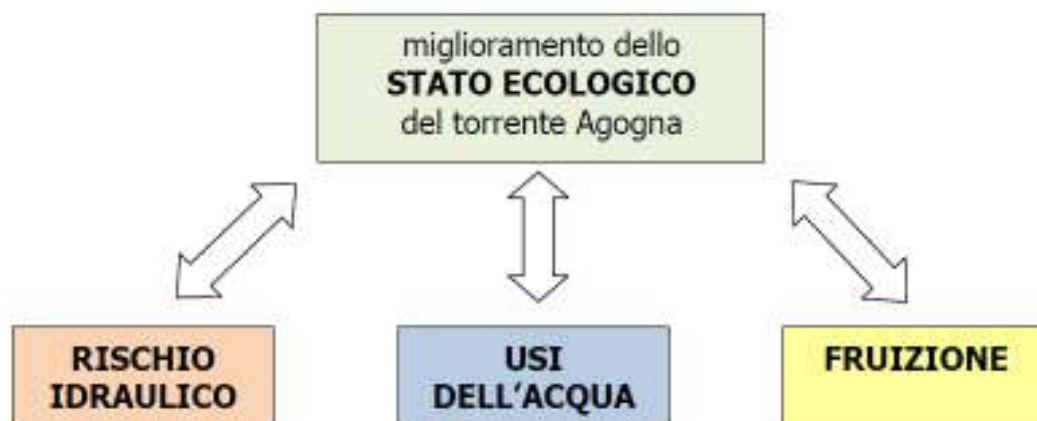 miglioramento dello
STATO ECOLOGICO
del torrente Agogna
RISCHIO
IDRAULICO
USI
DELL'ACQUA
FRUIZIONE